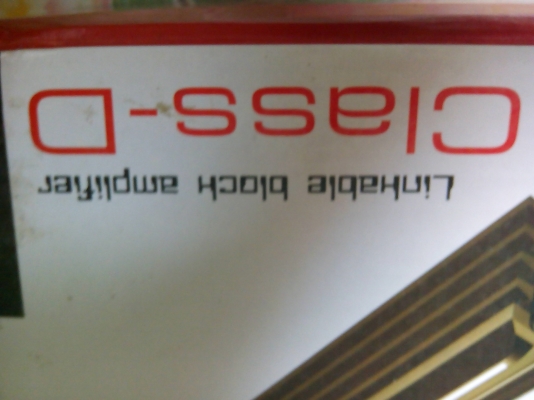 Class-D
Linkable block amplifier